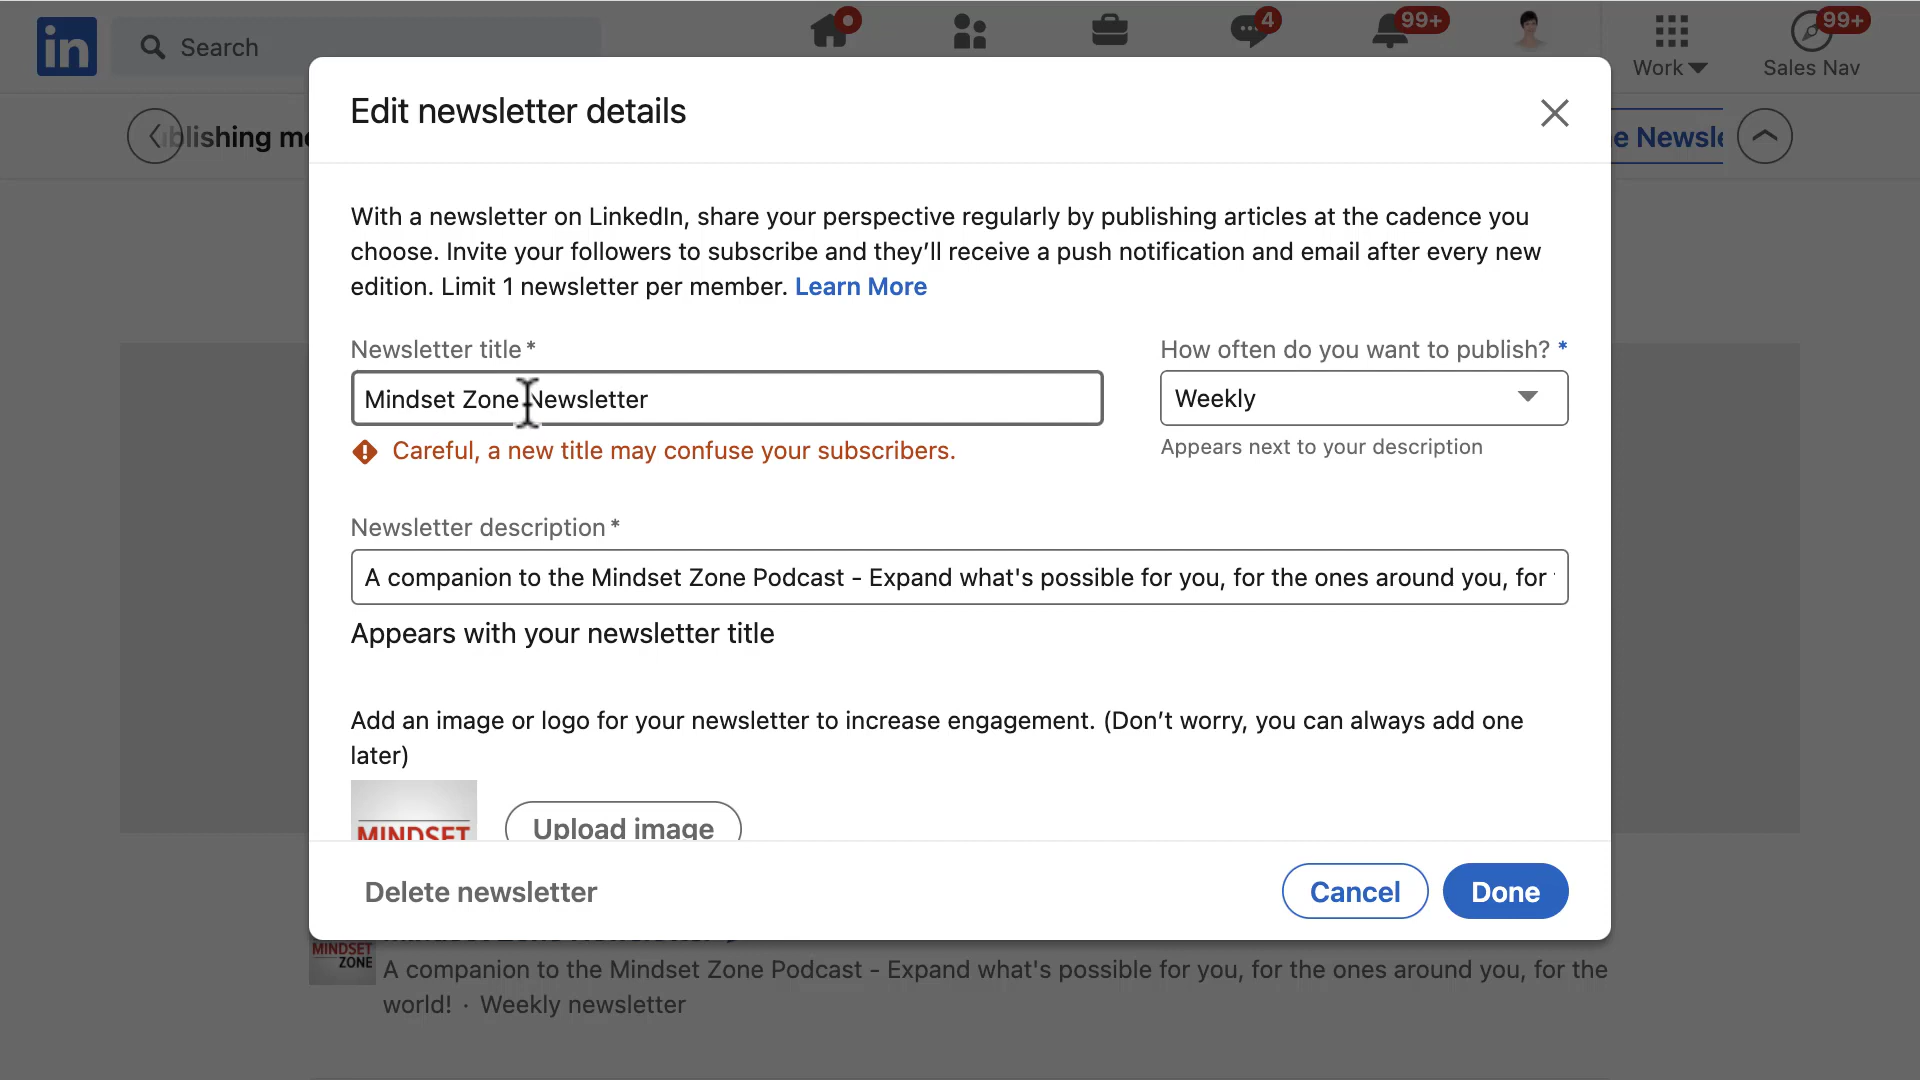 in
Search
4
99+
99+
Work
Sales Nav
blishing me
e Newsle
Edit newsletter details
With a newsletter on LinkedIn, share your perspective regularly by publishing articles at the cadence you
choose. Invite your followers to subscribe and they’ll receive a push notification and email after every new
edition. Limit 1 newsletter per member. Learn More
Newsletter title*
How often do you want to publish? *
Mindset Zone Newsletter
Weekly
Careful, a new title may confuse your subscribers.
Appears next to your description
Newsletter description*
A companion to the Mindset Zone Podcast - Expand what's possible for you, for the ones around you, for
Appears with your newsletter title
Add an image or logo for your newsletter to increase engagement. (Don’t worry, you can always add one
later)
MINDSET
Upload image
Delete newsletter
Cancel
Done
MINDSET
ZONE
A companion to the Mindset Zone Podcast - Expand what's possible for you, for the ones around you, for the
world! · Weekly newsletter